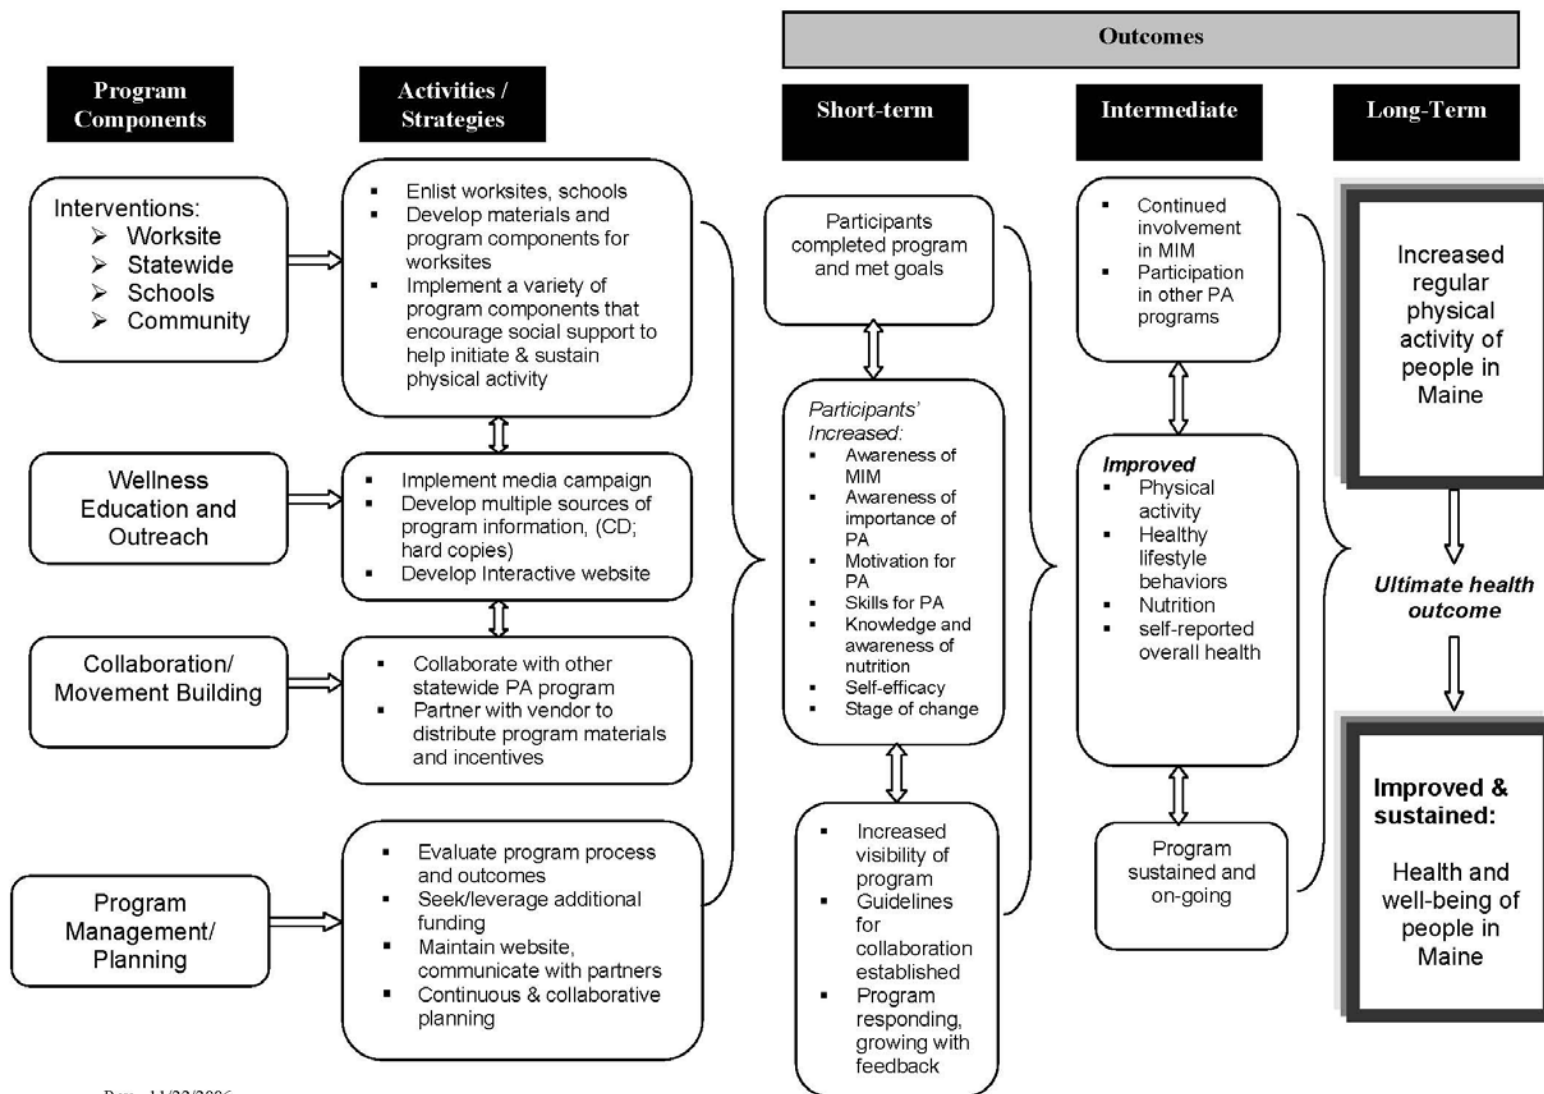 Outcomes
Program
Components
Activities /
Strategies
Short-term
Intermediate
Long-Term
Interventions:
➢ Worksite
➢ Statewide
➢ Schools
➢ Community
▪ Enlist worksites, schools
▪ Develop materials and
program components for
worksites
▪ Implement a variety of
program components that
encourage social support to
help initiate & sustain
physical activity
Wellness
Education and
Outreach
▪ Implement media campaign
▪ Develop multiple sources of
program information, (CD;
hard copies)
▪ Develop Interactive website
Collaboration/
Movement Building
▪ Collaborate with other
statewide PA program
▪ Partner with vendor to
distribute program materials
and incentives
Program
Management/
Planning
▪ Evaluate program process
and outcomes
▪ Seek/leverage additional
funding
▪ Maintain website,
communicate with partners
▪ Continuous & collaborative
planning
Participants
completed program
and met goals
Participants'
Increased:
▪ Awareness of
MIM
▪ Awareness of
importance of
PA
▪ Motivation for
PA
▪ Skills for PA
▪ Knowledge and
awareness of
nutrition
▪ Self-efficacy
▪ Stage of change
▪ Increased
visibility of
program
▪ Guidelines
for
collaboration
established
▪ Program
responding,
growing with
feedback
▪ Continued
involvement
in MIM
▪ Participation
in other PA
programs
Improved
▪ Physical
activity
▪ Healthy
lifestyle
behaviors
▪ Nutrition
▪ self-reported
overall health
Program
sustained and
on-going
Increased
regular
physical
activity of
people in
Maine
Ultimate health
outcome
Improved &
sustained:
Health and
well-being of
people in
Maine